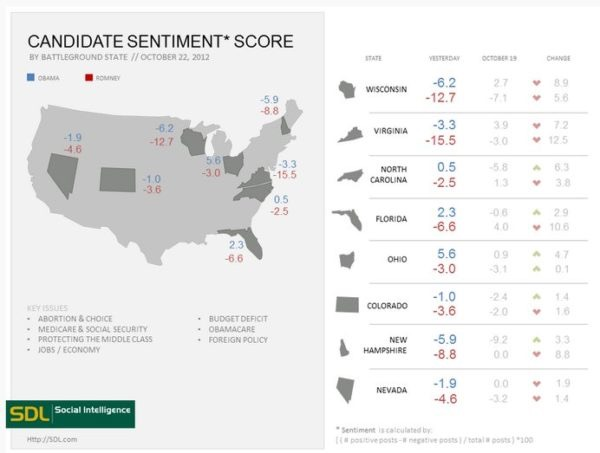 CANDIDATE SENTIMENT* SCORE
BY BATTLEGROUND STATE // OCTOBER 22, 2012
OBAMA ROMNEY
-5.9
-8.8
-6.2
-12.7
-1.9
-4.6
5.6
-3.0
-3.3
-15.5
-1.0
-3.6
0.5
-2.5
2.3
-6.6
KEY ISSUES
• ABORTION & CHOICE
• MEDICARE & SOCIAL SECURITY
• PROTECTING THE MIDDLE CLASS
• JOBS / ECONOMY
• BUDGET DEFICIT
• OBAMACARE
• FOREIGN POLICY
SDL Social Intelligence
Http://SDL.com
STATE YESTERDAY OCTOBER 19 CHANGE
WISCONSIN
-6.2 2.7 8.9
-12.7 -7.1 5.6
VIRGINIA
-3.3 3.9 7.2
-15.5 -3.0 12.5
NORTH
CAROLINA
0.5 -5.8 6.3
-2.5 1.3 3.8
FLORIDA
2.3 -0.6 2.9
-6.6 4.0 10.6
OHIO
5.6 0.9 4.7
-3.0 -3.1 0.1
COLORADO
-1.0 -2.4 1.4
-3.6 -2.0 1.6
NEW
HAMPSHIRE
-5.9 -9.2 3.3
-8.8 0.0 8.8
NEVADA
-1.9 0.0 1.9
-4.6 -3.2 1.4
* Sentiment is calculated by:
[ ( # positive posts - # negative posts ) / total # posts ] *100